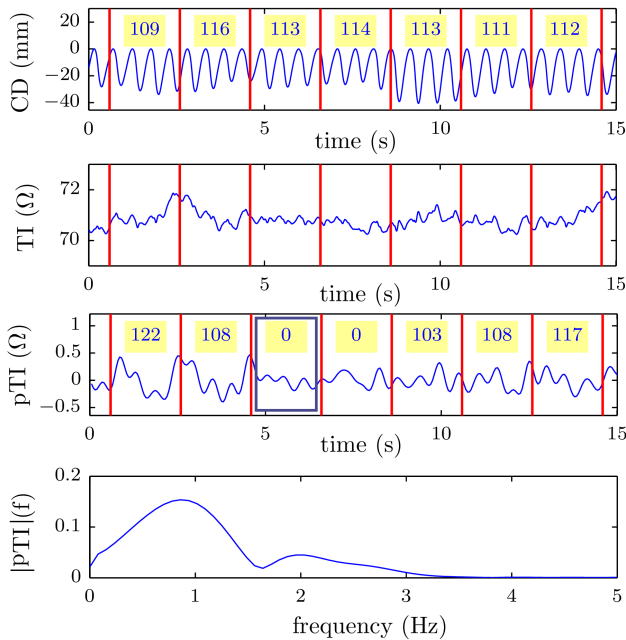 CD (mm)
20
0
−20
−40
109 116 113 114 113 111 112
0 5 10 15
time (s)
TI (Ω)
72
70
0 5 10 15
time (s)
pTI (Ω)
1
0.5
0
−0.5
122 108 0 0 103 108 117
0 5 10 15
time (s)
|pTI|(f)
0.2
0.1
0
0 1 2 3 4 5
frequency (Hz)